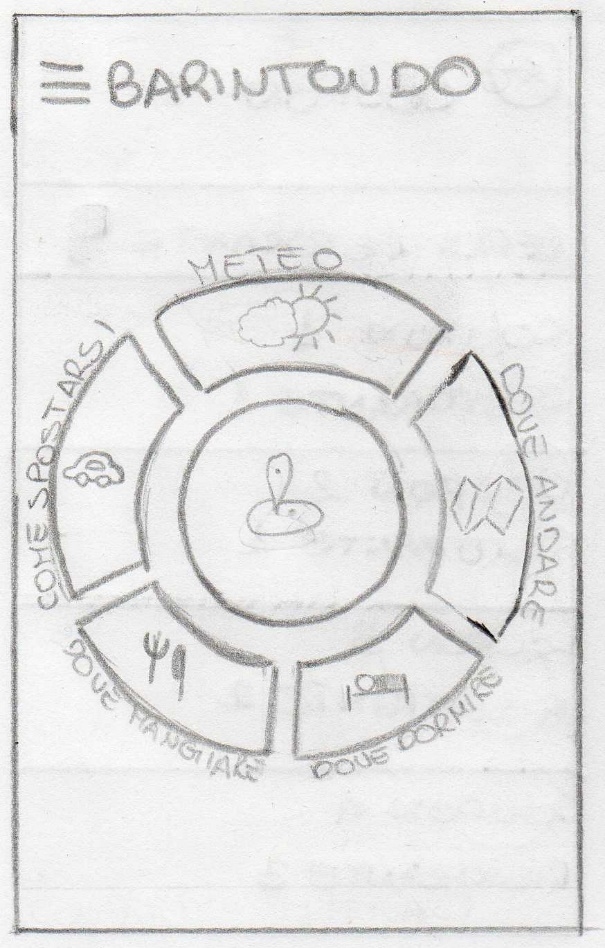 BARINTONDO
METEO
COME SPOSTARSI
DOVE ANDARE
DOVE MANGIARE
DOVE DORMIRE